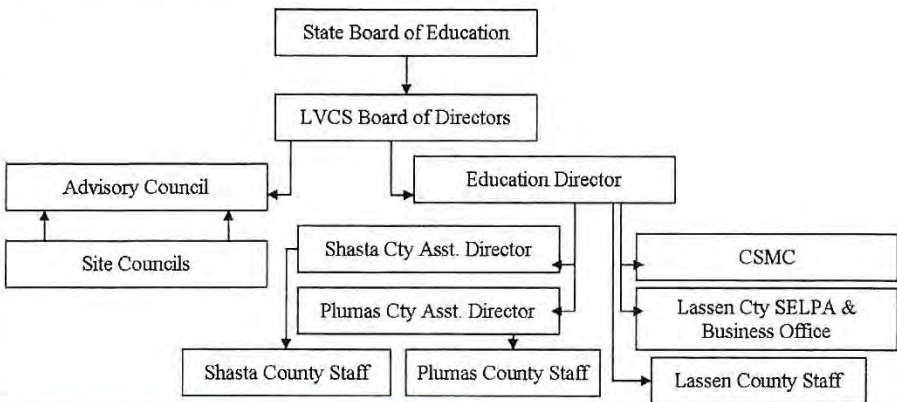 State Board of Education
LVCS Board of Directors
Advisory Council
Education Director
Site Councils
Shasta Cty Asst. Director
CSMC
Plumas Cty Asst. Director
Lassen Cty SELPA &
Business Office
Shasta County Staff
Plumas County Staff
Lassen County Staff